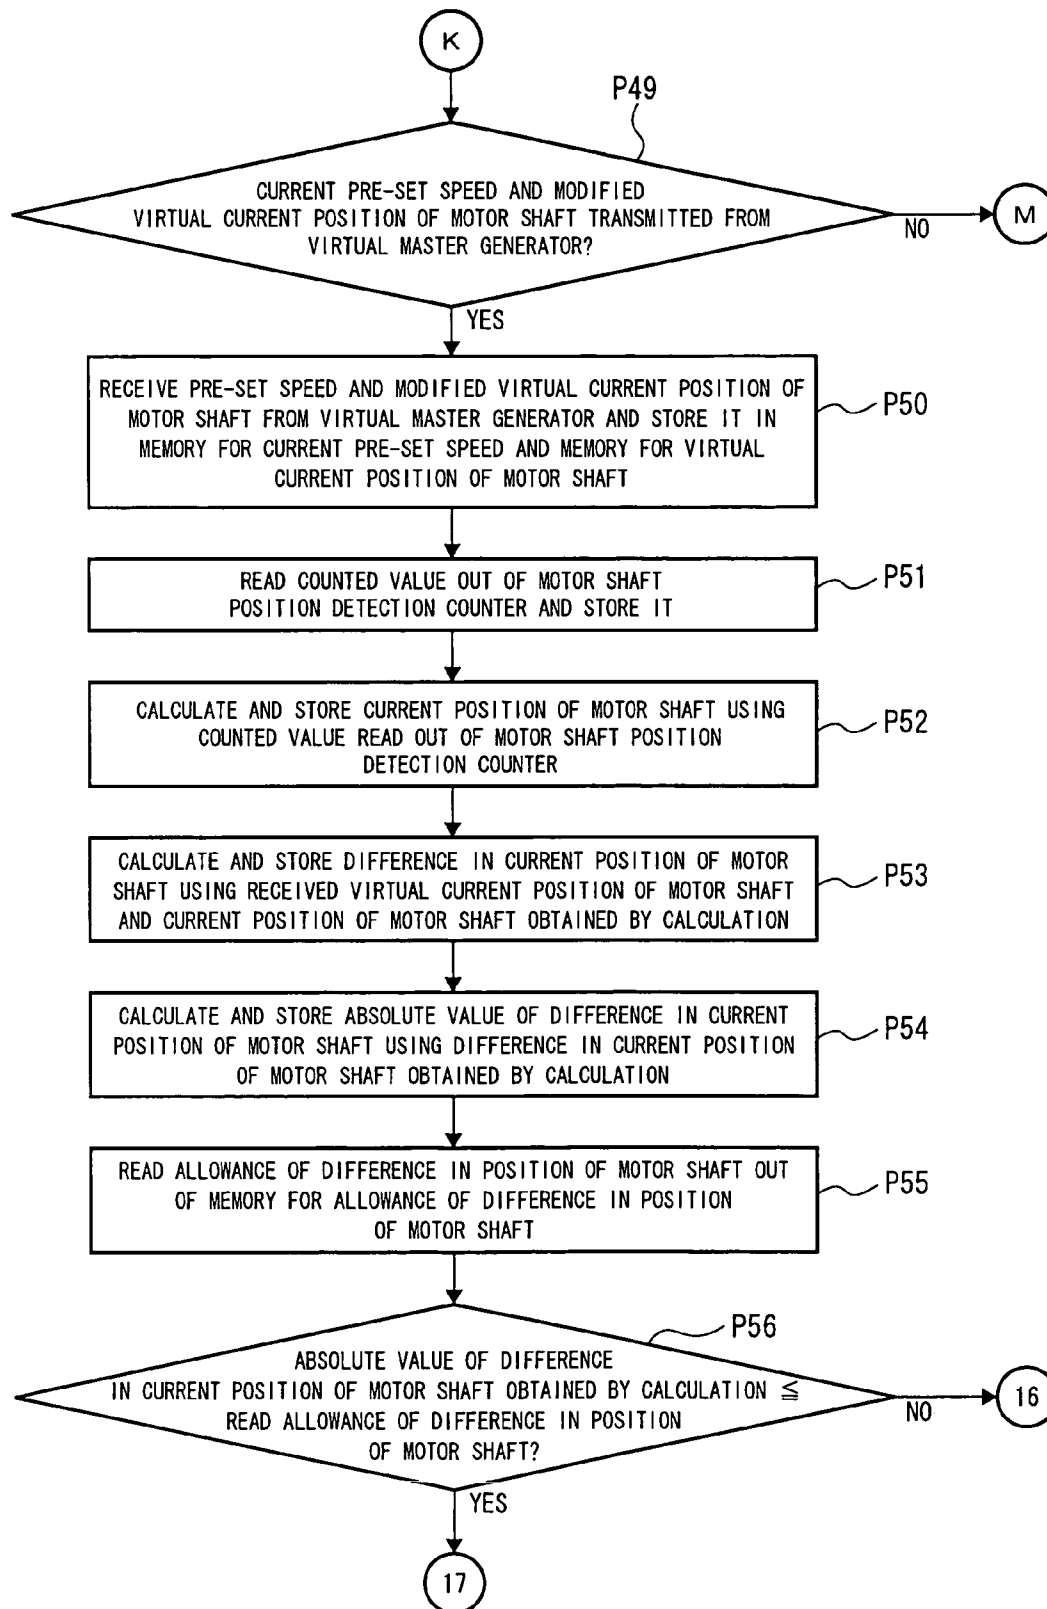 K
P49
CURRENT PRE-SET SPEED AND MODIFIED
VIRTUAL CURRENT POSITION OF MOTOR SHAFT TRANSMITTED FROM
VIRTUAL MASTER GENERATOR?
NO
M
YES
RECEIVE PRE-SET SPEED AND MODIFIED VIRTUAL CURRENT POSITION OF
MOTOR SHAFT FROM VIRTUAL MASTER GENERATOR AND STORE IT IN
MEMORY FOR CURRENT PRE-SET SPEED AND MEMORY FOR VIRTUAL
CURRENT POSITION OF MOTOR SHAFT
P50
READ COUNTED VALUE OUT OF MOTOR SHAFT
POSITION DETECTION COUNTER AND STORE IT
P51
CALCULATE AND STORE CURRENT POSITION OF MOTOR SHAFT USING
COUNTED VALUE READ OUT OF MOTOR SHAFT POSITION
DETECTION COUNTER
P52
CALCULATE AND STORE DIFFERENCE IN CURRENT POSITION OF MOTOR
SHAFT USING RECEIVED VIRTUAL CURRENT POSITION OF MOTOR SHAFT
AND CURRENT POSITION OF MOTOR SHAFT OBTAINED BY CALCULATION
P53
CALCULATE AND STORE ABSOLUTE VALUE OF DIFFERENCE IN CURRENT
POSITION OF MOTOR SHAFT USING DIFFERENCE IN CURRENT POSITION
OF MOTOR SHAFT OBTAINED BY CALCULATION
P54
READ ALLOWANCE OF DIFFERENCE IN POSITION OF MOTOR SHAFT OUT
OF MEMORY FOR ALLOWANCE OF DIFFERENCE IN POSITION
OF MOTOR SHAFT
P55
P56
ABSOLUTE VALUE OF DIFFERENCE
IN CURRENT POSITION OF MOTOR SHAFT OBTAINED BY CALCULATION ≦
READ ALLOWANCE OF DIFFERENCE IN POSITION
OF MOTOR SHAFT?
NO
16
YES
17